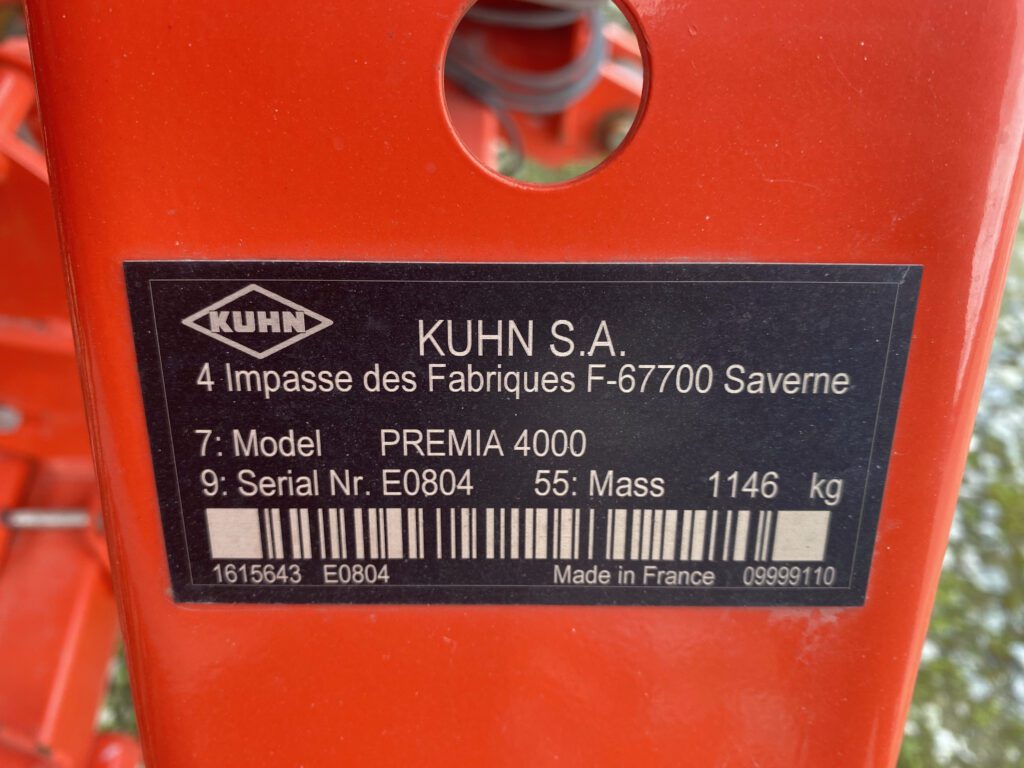 KUHN
KUHN S.A.
4 Impasse des Fabriques F-67700 Saverne
7: Model PREMIA 4000
9: Serial Nr. E0804 55: Mass 1146 kg
1615643 E0804 Made in France 09999110